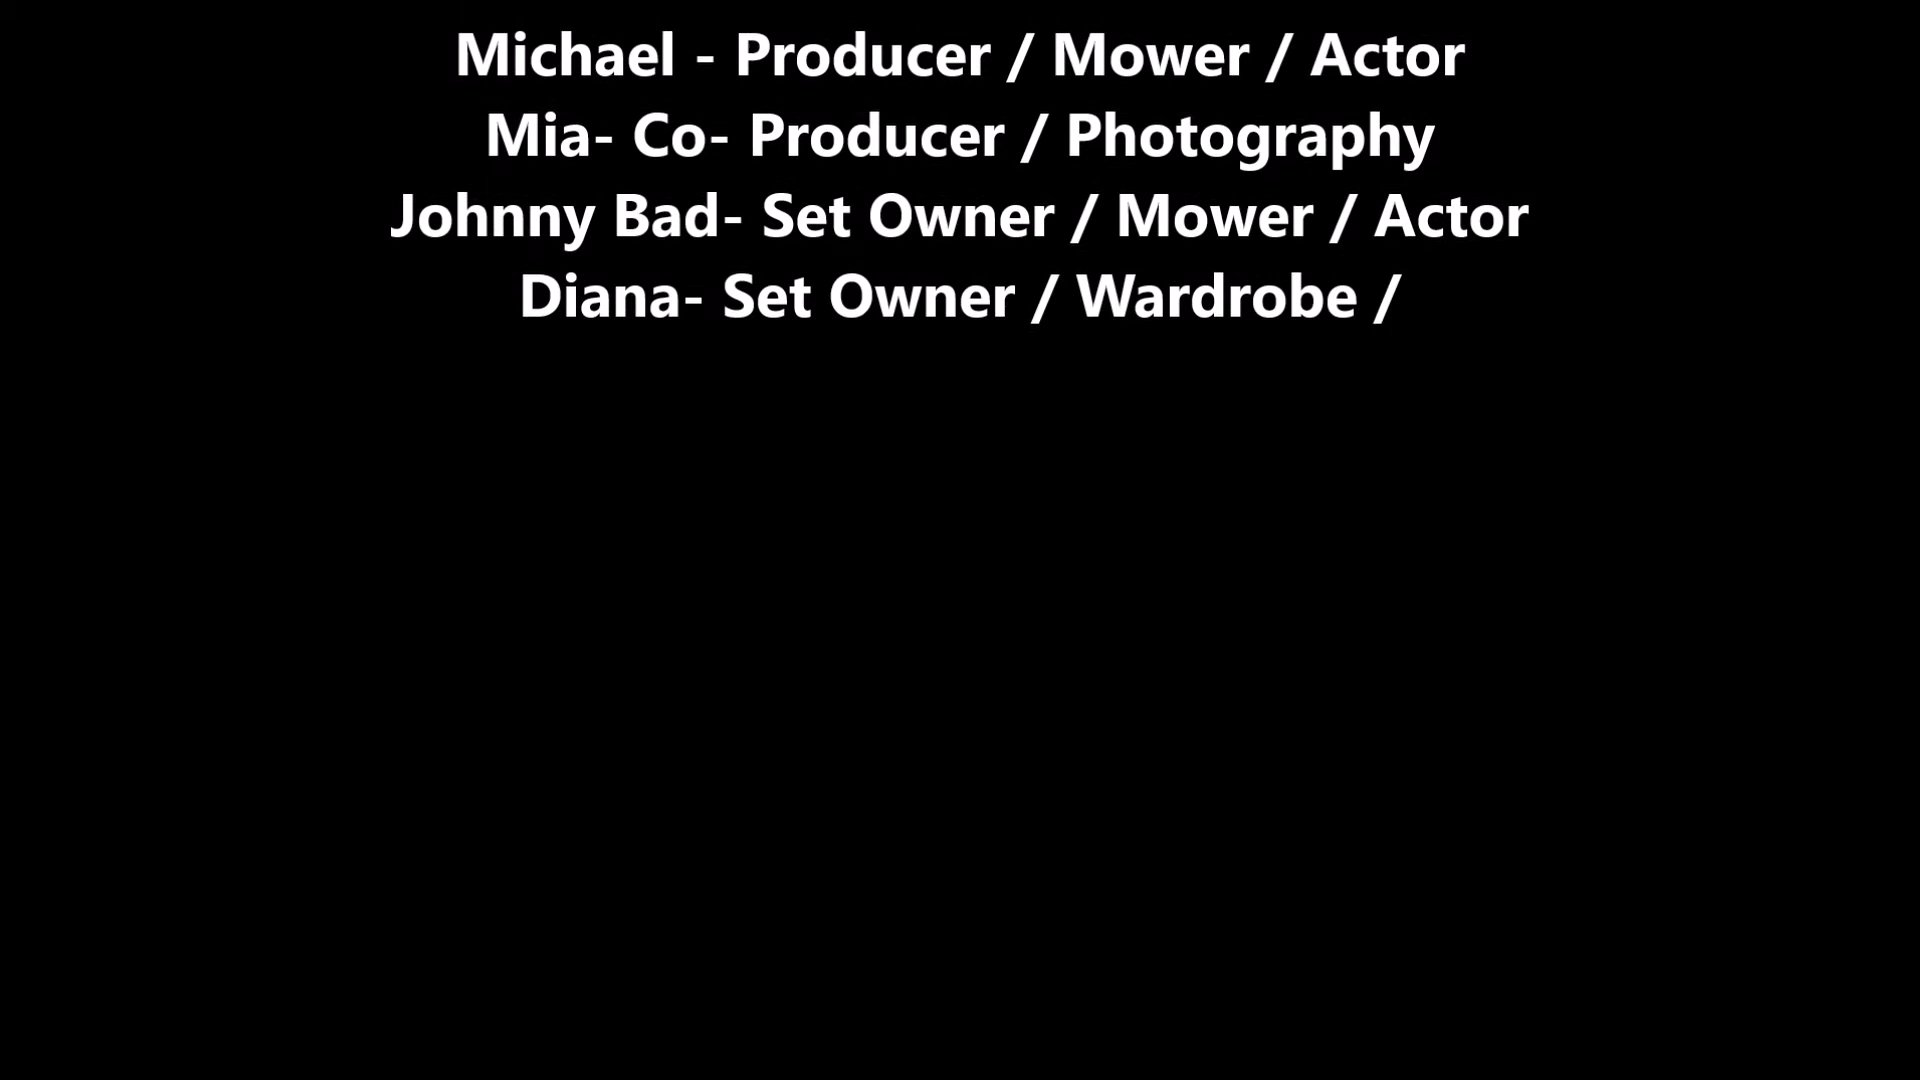 Michael - Producer / Mower / Actor
Mia- Co- Producer / Photography
Johnny Bad- Set Owner / Mower / Actor
Diana- Set Owner / Wardrobe /